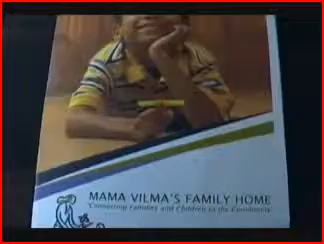 MAMA VILMA'S FAMILY HOME
"Connecting Families and Children to the Community"